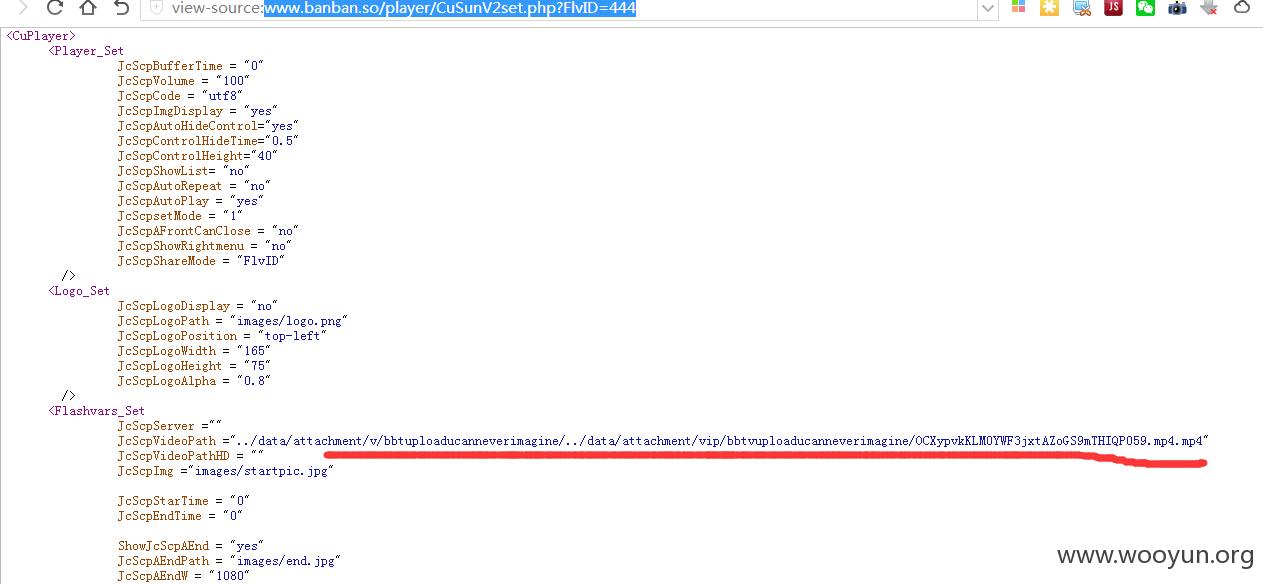 view-source:www.banban.so/player/CuSunV2set.php?FlvID=444
JS
<CuPlayer>
<Player_Set
JcScpBufferTime = "0"
JcScpVolume = "100"
JcScpCode = "utf8"
JcScpImgDisplay = "yes"
JcScpAutoHideControl="yes"
JcScpControlHideTime="0.5"
JcScpControlHeight="40"
JcScpShowList= "no"
JcScpAutoRepeat = "no"
JcScpAutoPlay = "yes"
JcScpsetMode = "1"
JcScpAFrontCanClose = "no"
JcScpShowRightmenu = "no"
JcScpShareMode = "FlvID"
/>
<Logo_Set
JcScpLogoDisplay = "no"
JcScpLogoPath = "images/logo.png"
JcScpLogoPosition = "top-left"
JcScpLogoWidth = "165"
JcScpLogoHeight = "75"
JcScpLogoAlpha = "0.8"
/>
<Flashvars_Set
JcScpServer =""
JcScpVideoPath ="../data/attachment/v/bbtuploaducanneverimagine/../data/attachment/vip/bbtvuploaducanneverimagine/OCXypvkKLMOYWF3jxtAZoGS9mTHIQP059.mp4.mp4"
JcScpVideoPathHD = ""
JcScpImg ="images/startpic.jpg"
JcScpStarTime = "0"
JcScpEndTime = "0"
ShowJcScpAEnd = "yes"
JcScpAEndPath = "images/end.jpg"
JcScpAEndW = "1080"
www.wooyun.org